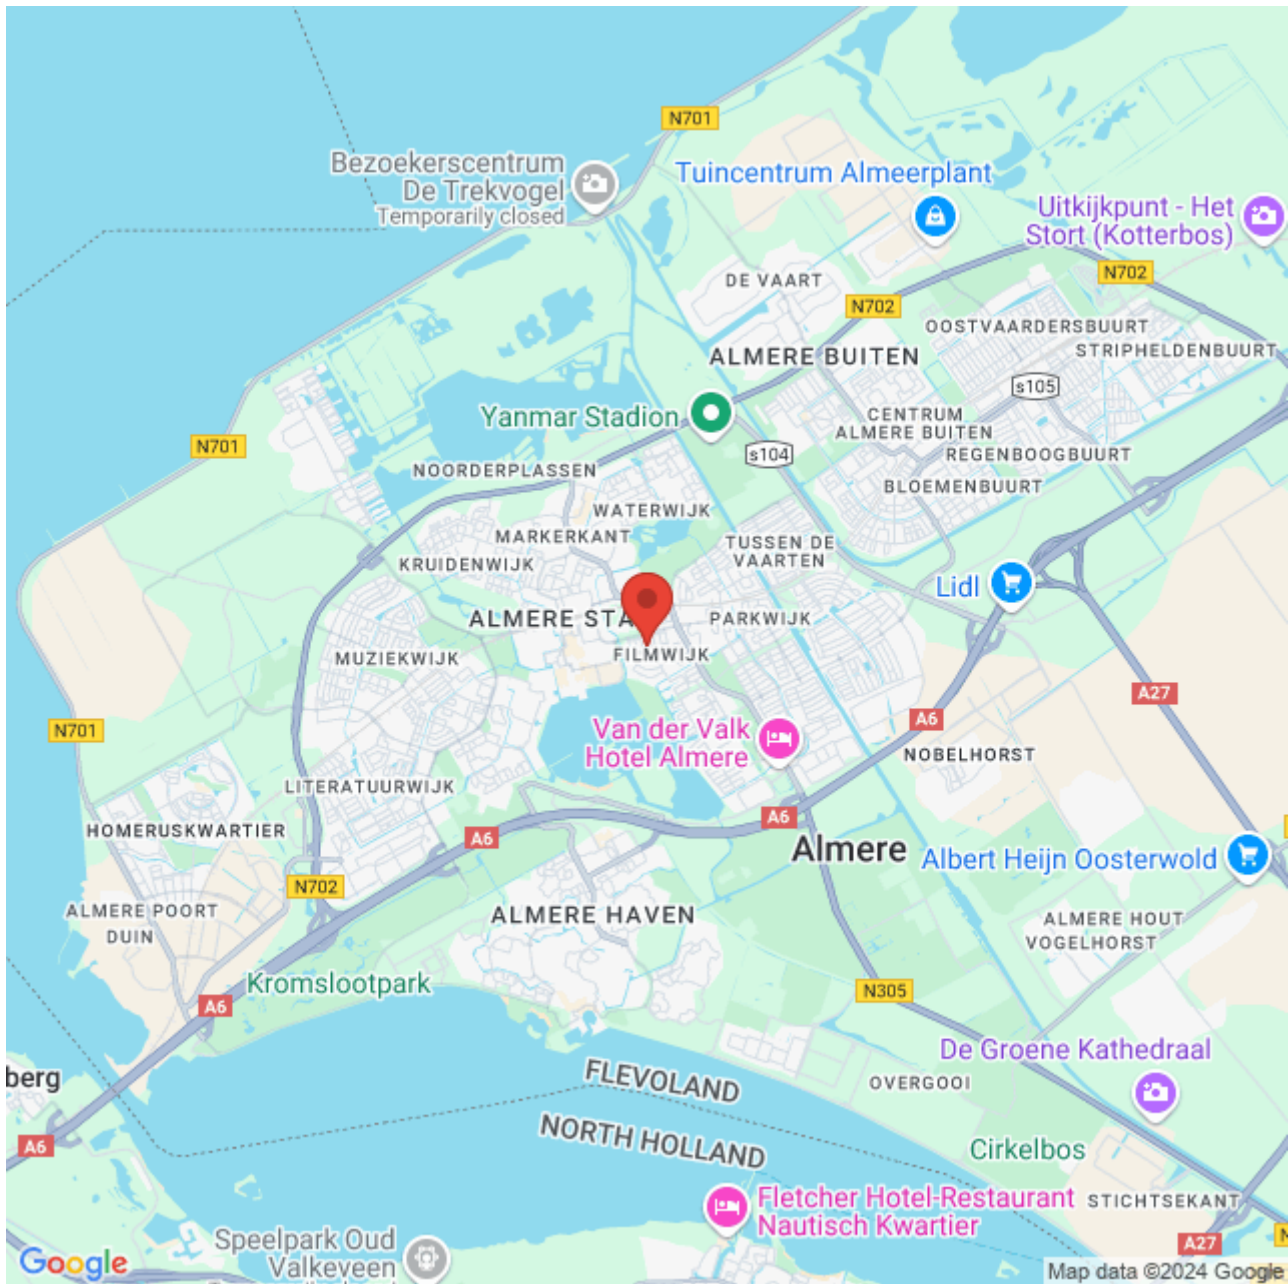 N701
Bezoekerscentrum
De Trekvogel
Temporarily closed
Tuincentrum Almeerplant
Uitkijkpunt - Het
Stort (Kotterbos)
N702
DE VAART
N702
OOSTVAARDERSBUURT
STRIPHELDENBUURT
ALMERE BUITEN
s105
Yanmar Stadion
CENTRUM
ALMERE BUITEN
N701
s104
REGENBOOGBUURT
NOORDERPLASSEN
BLOEMENBUURT
WATERWIJK
MARKERKANT
TUSSEN DE
VAARTEN
KRUIDENWIJK
Lidl
ALMERE STA
PARKWIJK
MUZIEKWIJK
FILMWIJK
A27
N701
Van der Valk
Hotel Almere
A6
NOBELHORST
LITERATUURWIJK
A6
HOMERUSKWARTIER
A6
Almere
Albert Heijn Oosterwold
N702
ALMERE POORT
DUIN
ALMERE HAVEN
ALMERE HOUT
VOGELHORST
Kromslootpark
A6
N305
De Groene Kathedraal
berg
FLEVOLAND
OVERGOOI
A6
NORTH HOLLAND
Cirkelbos
Fletcher Hotel-Restaurant
Nautisch Kwartier
STICHTSEKANT
A27
Speelpark Oud
Valkeveen
Google
Map data ©2024 Google